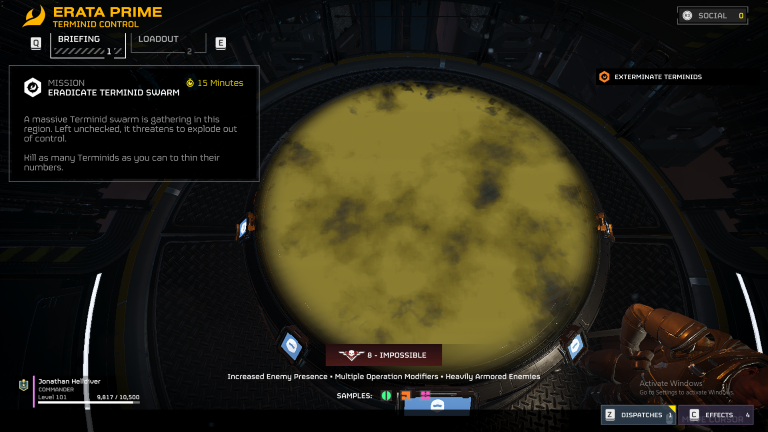 ERATA PRIME
TERMINID CONTROL
SOCIAL 0
Q BRIEFING 1 LOADOUT 2 E
MISSION 15 Minutes
ERADICATE TERMINID SWARM
EXTERMINATE TERMINIDS
A massive Terminid swarm is gathering in this
region. Left unchecked, it threatens to explode out
of control.
Kill as many Terminids as you can to thin their
numbers.
8 - IMPOSSIBLE
Increased Enemy Presence • Multiple Operation Modifiers • Heavily Armored Enemies
SAMPLES:
Jonathan Helldiver
COMMANDER
Level 101 9,817 / 10,500
Activate Windows
Go to Settings to activate Windows.
Z DISPATCHES 1 C EFFECTS 4
CURSOR